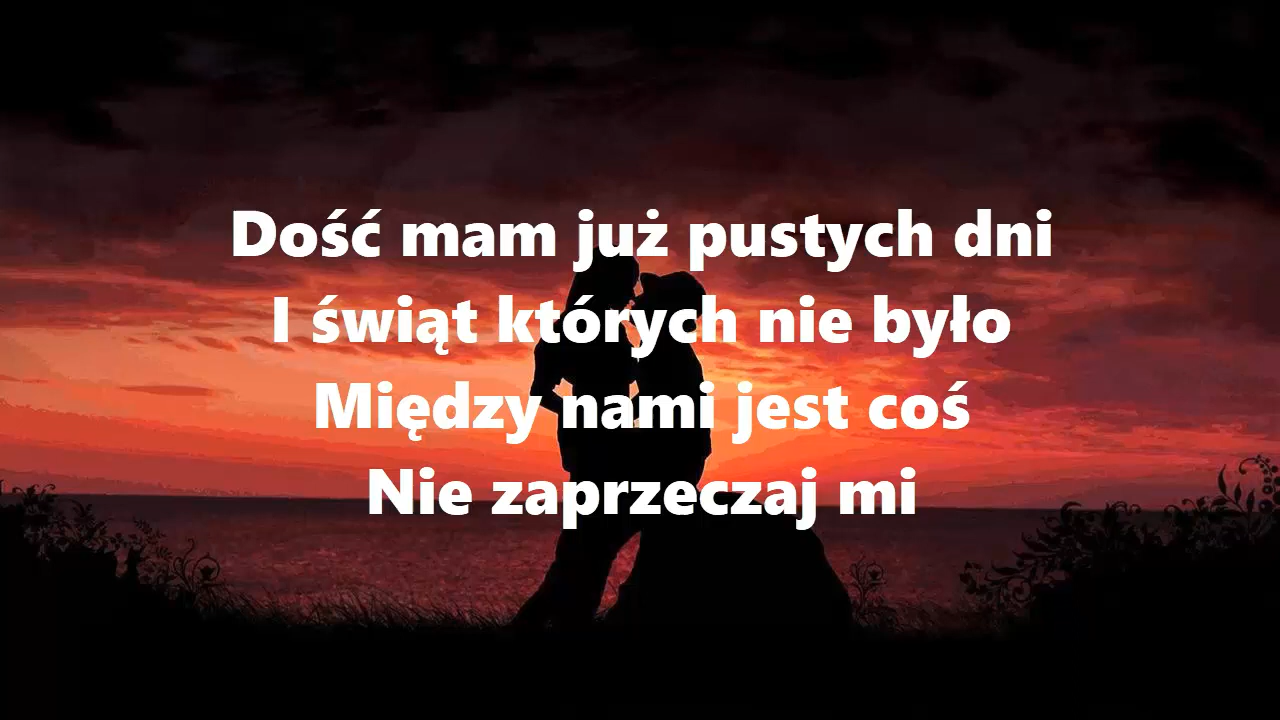 Dość mam już pustych dni
I świąt których nie było
Między nami jest coś
Nie zaprzeczaj mi